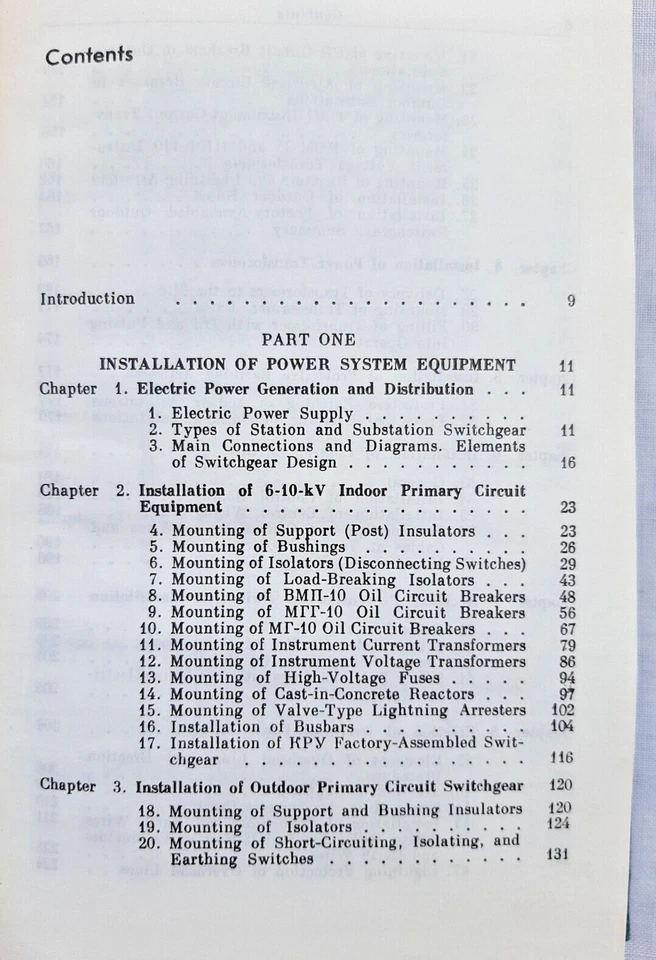 Contents
Introduction . . . . . . . . . . . . . . . . . . . . 9
PART ONE
INSTALLATION OF POWER SYSTEM EQUIPMENT 11
Chapter 1. Electric Power Generation and Distribution . . . 11
1. Electric Power Supply . . . . . . . . . . .
2. Types of Station and Substation Switchgear 11
3. Main Connections and Diagrams. Elements
of Switchgear Design . . . . . . . . . . . 16
Chapter 2. Installation of 6-10-kV Indoor Primary Circuit
Equipment . . . . . . . . . . . . . . . . . 23
4. Mounting of Support (Post) Insulators . . . 23
5. Mounting of Bushings . . . . . . . . . . . 26
6. Mounting of Isolators (Disconnecting Switches) 29
7. Mounting of Load-Breaking Isolators . . . 43
8. Mounting of ВМП-10 Oil Circuit Breakers 48
9. Mounting of МГГ-10 Oil Circuit Breakers 56
10. Mounting of МГ-10 Oil Circuit Breakers . . . 67
11. Mounting of Instrument Current Transformers 79
12. Mounting of Instrument Voltage Transformers 86
13. Mounting of High-Voltage Fuses . . . . . 94
14. Mounting of Cast-in-Concrete Reactors . . . 97
15. Mounting of Valve-Type Lightning Arresters 102
16. Installation of Busbars . . . . . . . . . . 104
17. Installation of КРУ Factory-Assembled Swit-
chgear . . . . . . . . . . . . . . . . . . 116
Chapter 3. Installation of Outdoor Primary Circuit Switchgear 120
18. Mounting of Support and Bushing Insulators 120
19. Mounting of Isolators . . . . . . . . . . 124
20. Mounting of Short-Circuiting, Isolating, and
Earthing Switches . . . . . . . . . . . . 131